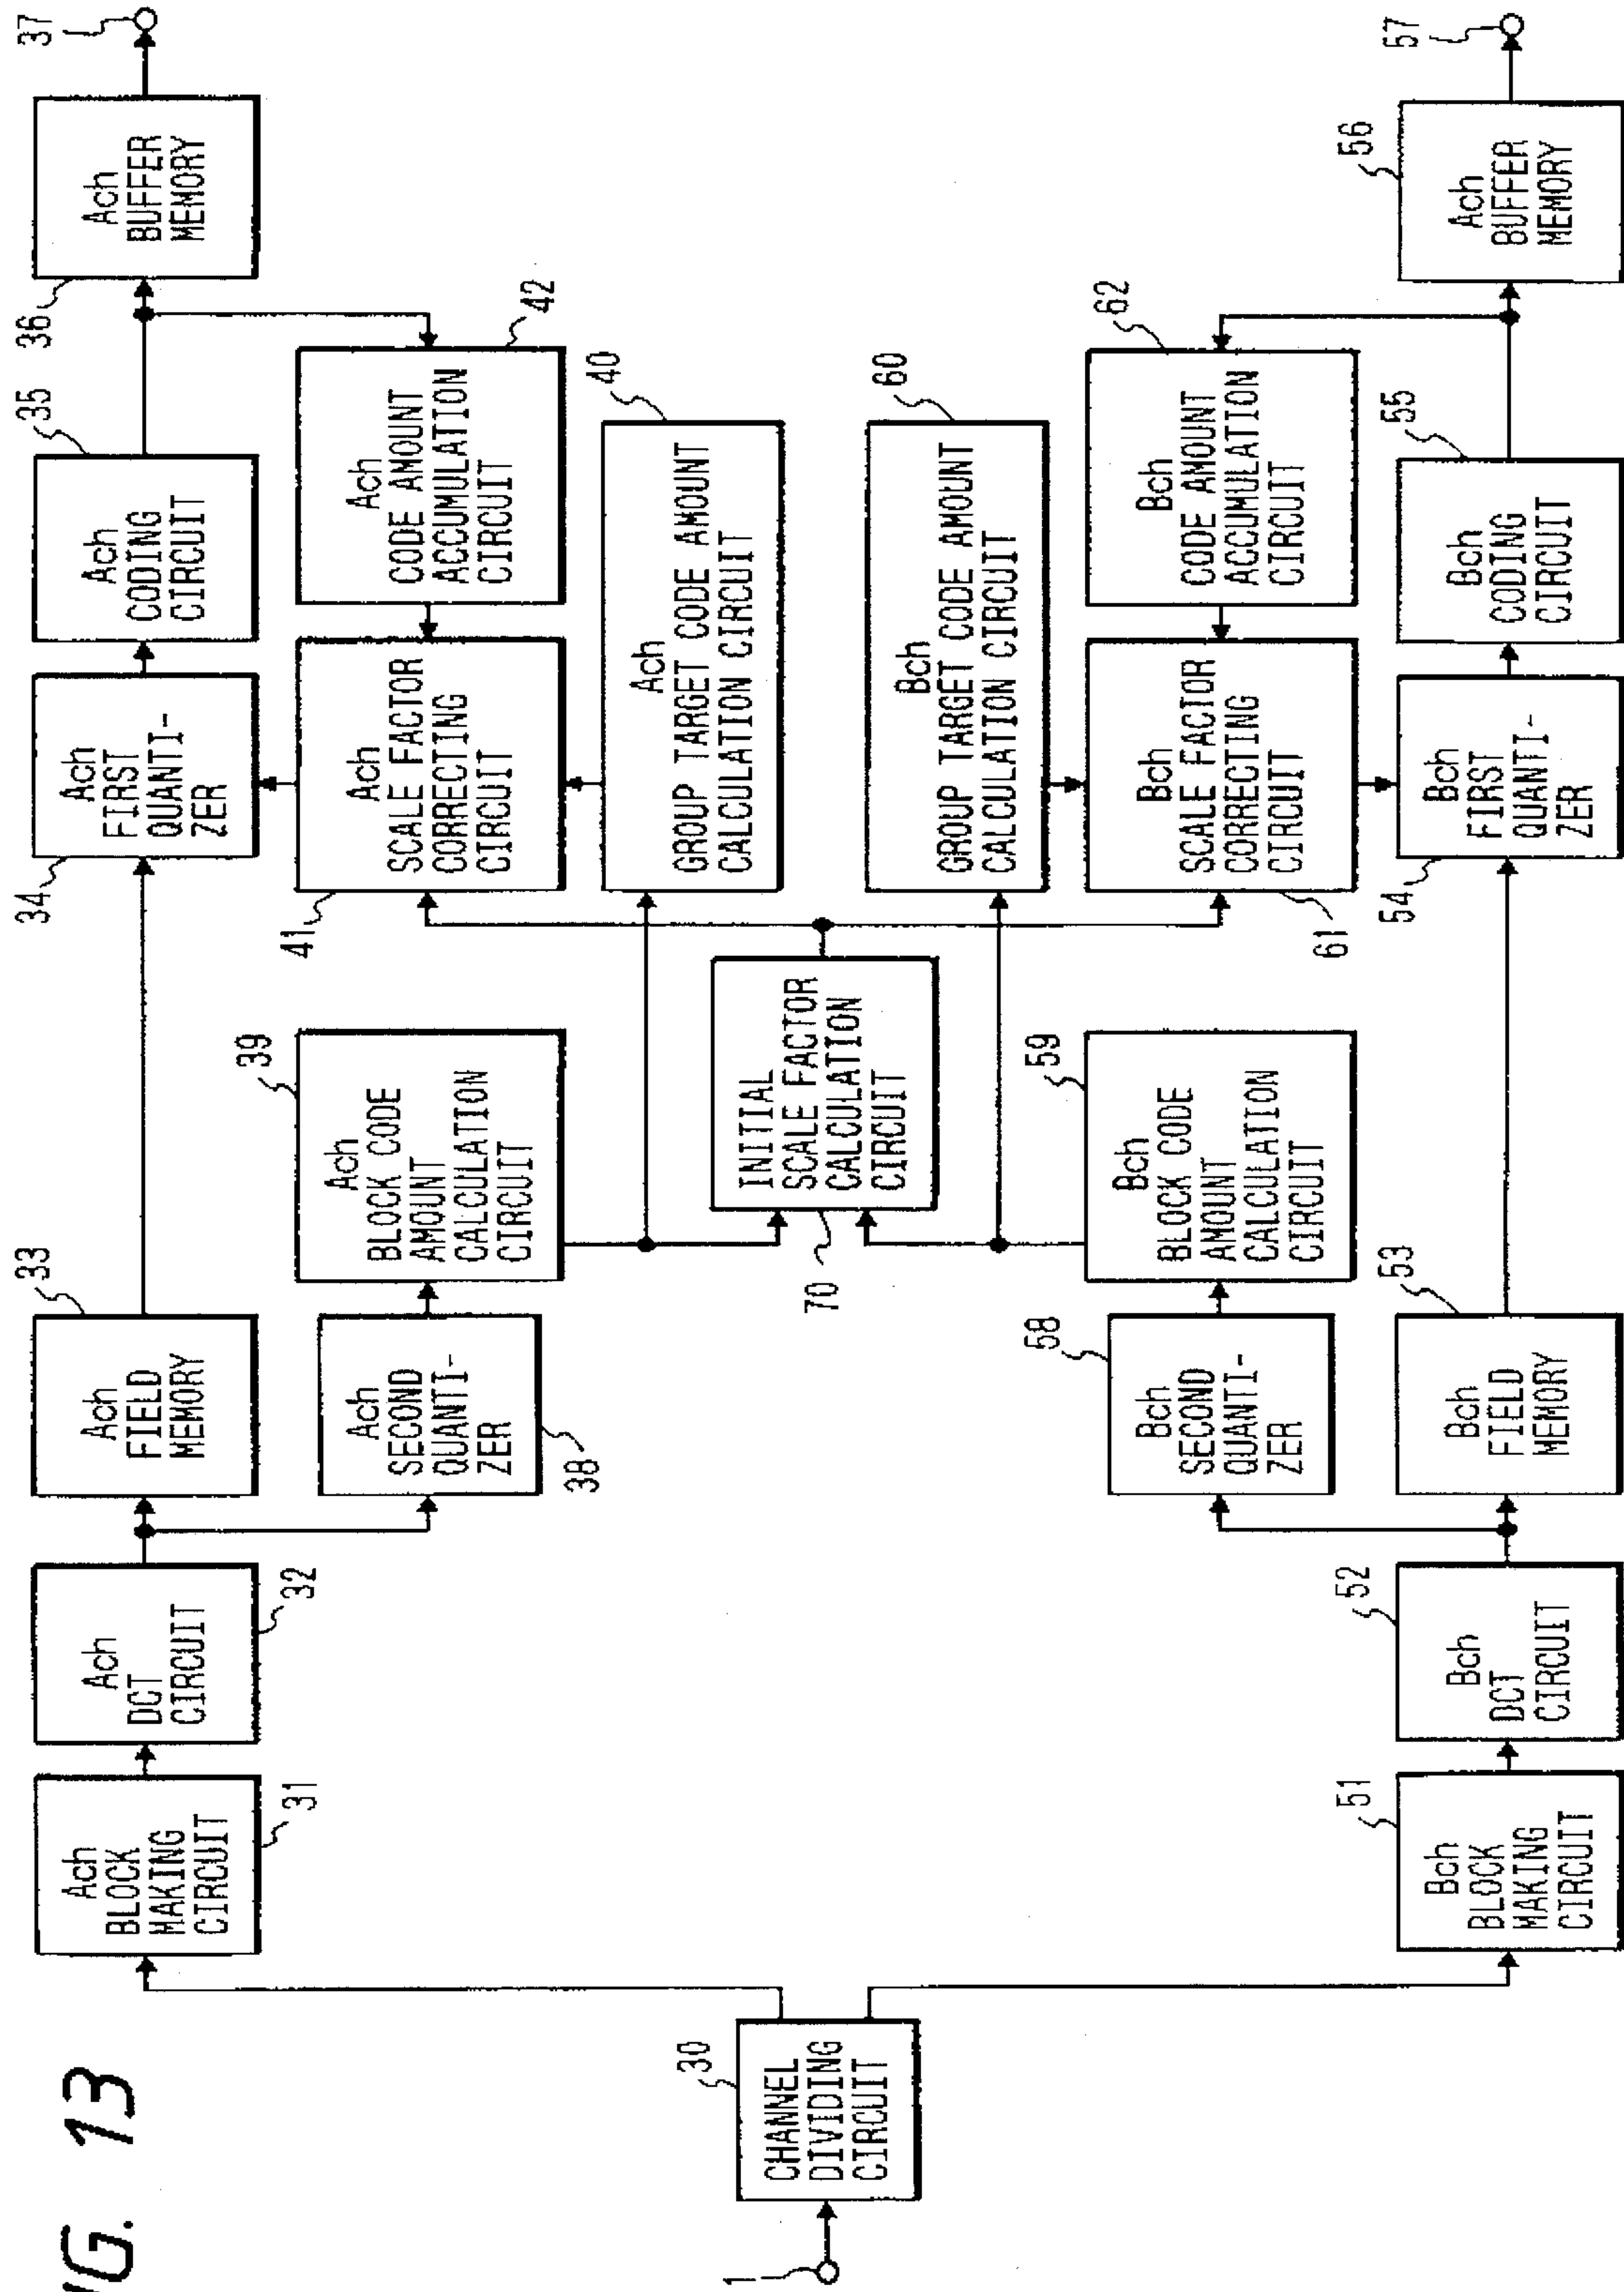 IG. 13
1
30
CHANNEL
DIVIDING
CIRCUIT
Ach
BLOCK
MAKING
CIRCUIT
31
Ach
DCT
CIRCUIT
32
33
Ach
FIELD
MEMORY
34
Ach
FIRST
QUANTI-
ZER
35
Ach
CODING
CIRCUIT
36
Ach
BUFFER
MEMORY
37
Ach
SECOND
QUANTI-
ZER
38
39
Ach
BLOCK CODE
AMOUNT
CALCULATION
CIRCUIT
41
Ach
SCALE FACTOR
CORRECTING
CIRCUIT
42
Ach
CODE AMOUNT
ACCUMULATION
CIRCUIT
40
Ach
GROUP TARGET CODE AMOUNT
CALCULATION CIRCUIT
INITIAL
SCALE FACTOR
CALCULATION
CIRCUIT
70
60
Bch
GROUP TARGET CODE AMOUNT
CALCULATION CIRCUIT
58
Bch
SECOND
QUANTI-
ZER
59
Bch
BLOCK CODE
AMOUNT
CALCULATION
CIRCUIT
Bch
SCALE FACTOR
CORRECTING
CIRCUIT
61
62
Bch
CODE AMOUNT
ACCUMULATION
CIRCUIT
51
Bch
BLOCK
MAKING
CIRCUIT
52
Bch
DCT
CIRCUIT
53
Bch
FIELD
MEMORY
54
Bch
FIRST
QUANTI-
ZER
55
Bch
CODING
CIRCUIT
56
Ach
BUFFER
MEMORY
57